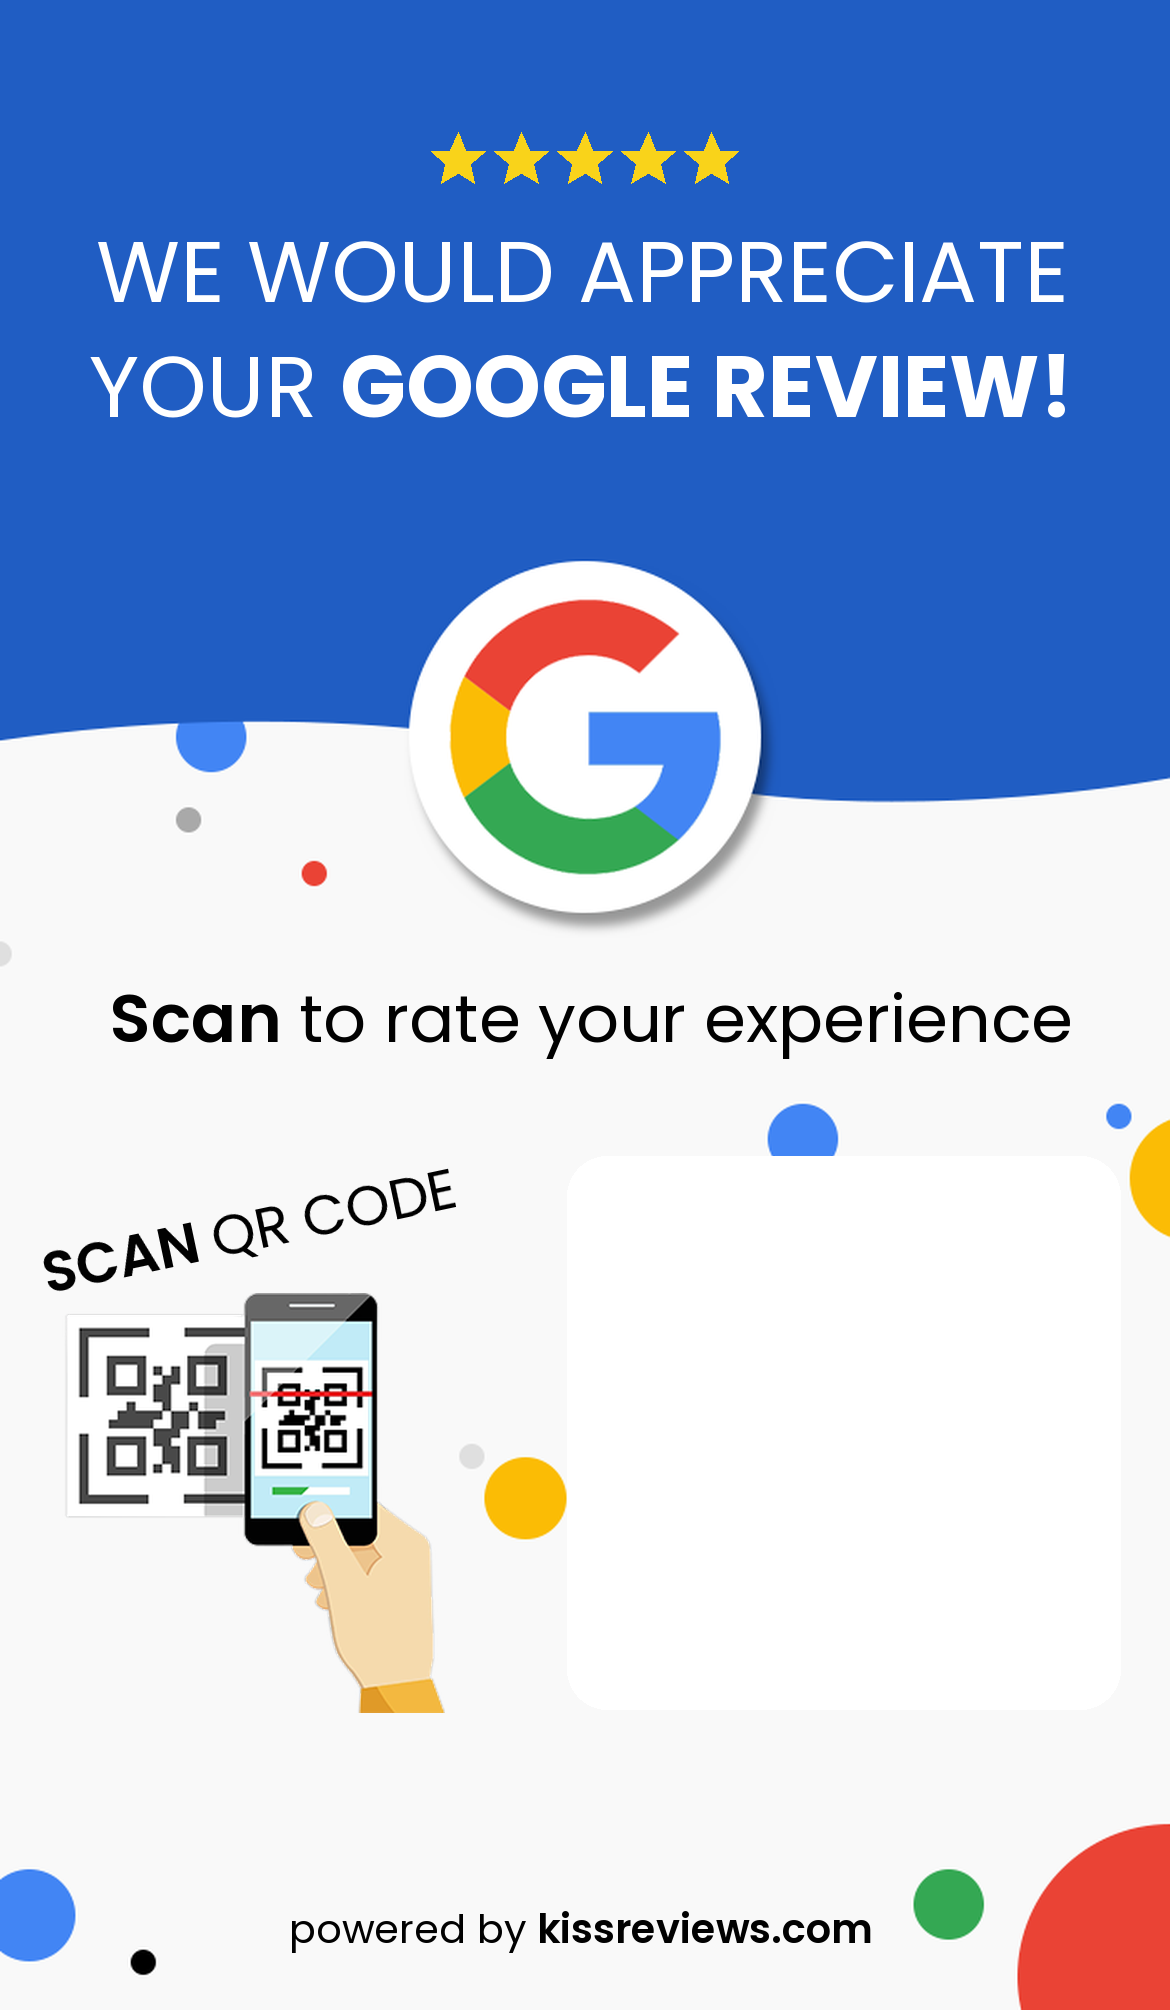 WE WOULD APPRECIATE
YOUR GOOGLE REVIEW!
G
Scan to rate your experience
SCAN QR CODE
powered by kissreviews.com